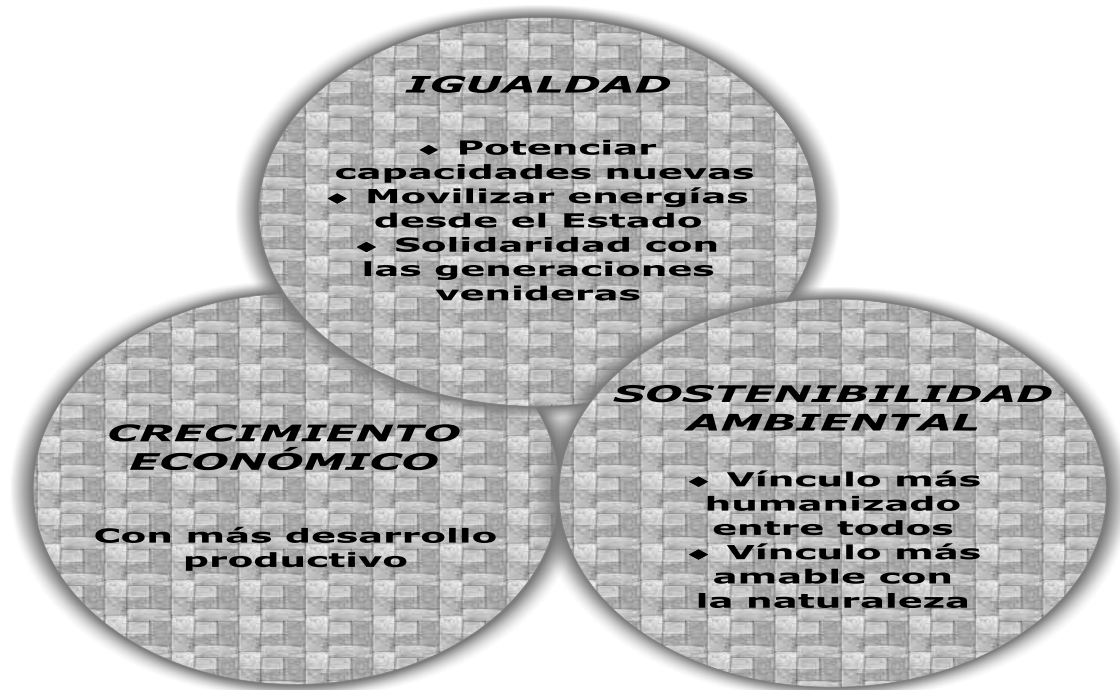 IGUALDAD
◆ Potenciar
capacidades nuevas
◆ Movilizar energías
desde el Estado
◆ Solidaridad con
las generaciones
venideras
CRECIMIENTO
ECONÓMICO
Con más desarrollo
productivo
SOSTENIBILIDAD
AMBIENTAL
◆ Vínculo más
humanizado
entre todos
◆ Vínculo más
amable con
la naturaleza